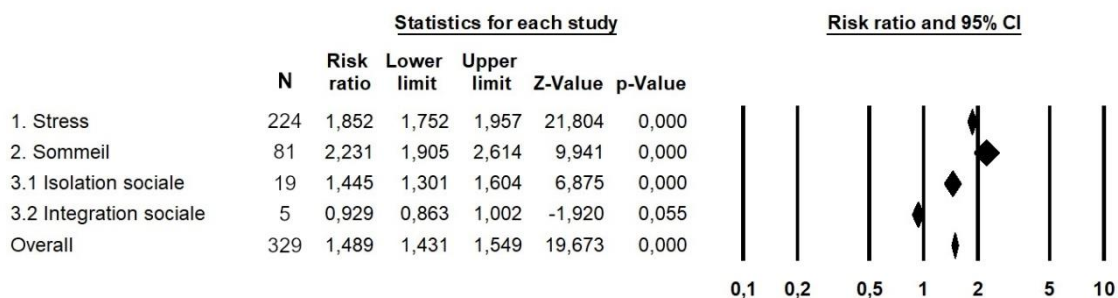 Statistics for each study Risk ratio and 95% CI
N Risk ratio Lower limit Upper limit Z-Value p-Value
1. Stress 224 1,852 1,752 1,957 21,804 0,000
2. Sommeil 81 2,231 1,905 2,614 9,941 0,000
3.1 Isolation sociale 19 1,445 1,301 1,604 6,875 0,000
3.2 Integration sociale 5 0,929 0,863 1,002 -1,920 0,055
Overall 329 1,489 1,431 1,549 19,673 0,000
0,1 0,2 0,5 1 2 5 10